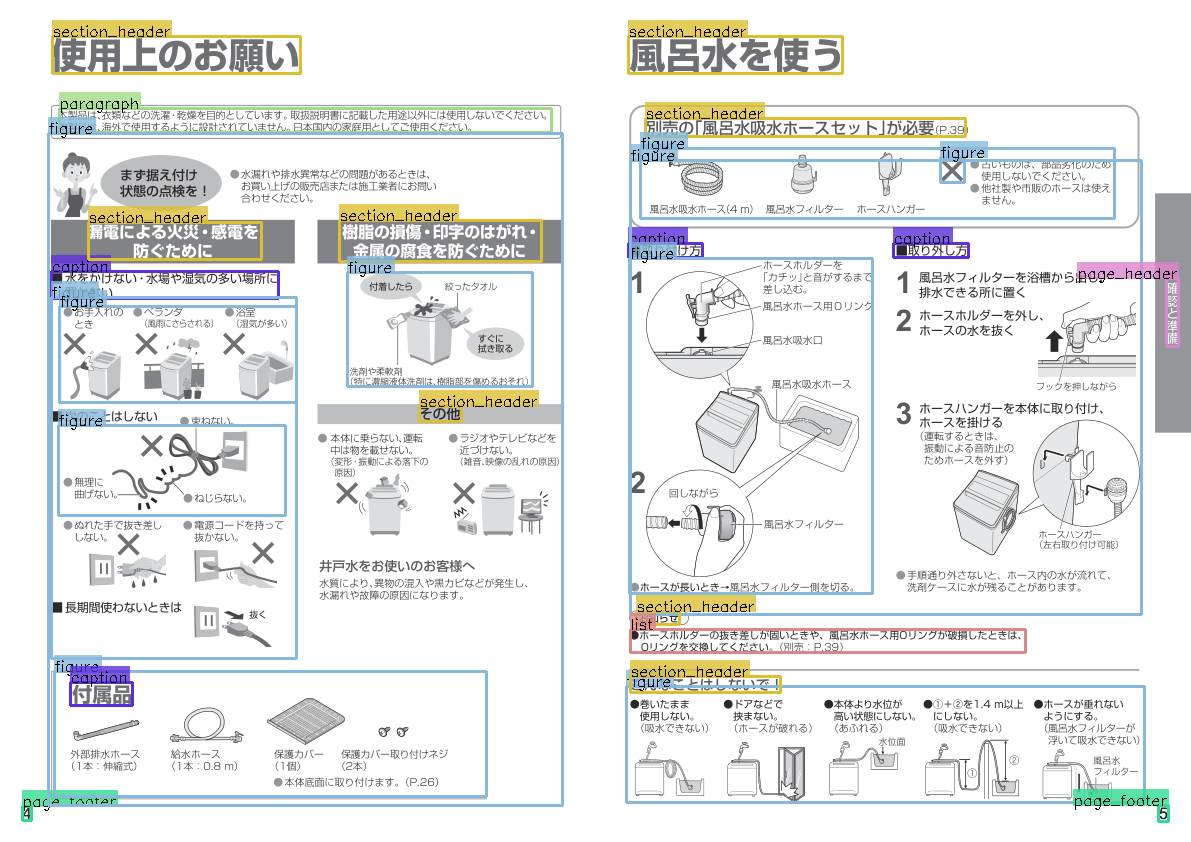 section_header
使用上のお願い
paragraph
本製品は、衣類などの洗濯・乾燥を目的としています。取扱説明書に記載した用途以外には使用しないでください。
figure
、海外で使用するように設計されていません。日本国内の家庭用としてご使用ください。
まず据え付け
状態の点検を!
●水漏れや排水異常などの問題があるときは、
お買い上げの販売店または施工業者にお問い
合わせください。
section_header
漏電による火災・感電を
防ぐために
caption
■水をかけない・水場や湿気の多い場所に
figure
figure
●お手入れの
とき
●ベランダ
(風雨にさらされる)
●浴室
(湿気が多い)
ことはしない
figure
●束ねない。
●無理に
曲げない。
●ねじらない。
●ぬれた手で抜き差し
しない。
●電源コードを持って
抜かない。
■長期間使わないときは
抜く
section_header
樹脂の損傷・印字のはがれ・
金属の腐食を防ぐために
figure
付着したら
絞ったタオル
すぐに
拭き取る
洗剤や柔軟剤
(特に濃縮液体洗剤は、樹脂部を傷めるおそれ)
section_header
その他
●本体に乗らない、運転
中は物を載せない。
(変形・振動による落下の
原因)
●ラジオやテレビなどを
近づけない。
(雑音、映像の乱れの原因)
井戸水をお使いのお客様へ
水質により、異物の混入や黒カビなどが発生し、
水漏れや故障の原因になります。
figure
caption
付属品
外部排水ホース
(1本:伸縮式)
給水ホース
(1本:0.8 m)
保護カバー
(1個)
保護カバー取り付けネジ
(2本)
●本体底面に取り付けます。(P.26)
page_footer
4
section_header
風呂水を使う
section_header
別売の「風呂水吸水ホースセット」が必要(P.39)
figure
figure
figure
風呂水吸水ホース(4 m)
風呂水フィルター
ホースハンガー
●古いものは、部品劣化のため
使用しないでください。
●他社製や市販のホースは使え
ません。
caption
け方
figure
1
ホースホルダーを
「カチッ」と音がするまで
差し込む。
風呂水ホース用Oリング
風呂水吸水口
風呂水吸水ホース
2
回しながら
風呂水フィルター
●ホースが長いとき→風呂水フィルター側を切る。
caption
■取り外し方
page_header
確認と準備
1 風呂水フィルターを浴槽から出し、
排水できる所に置く
2 ホースホルダーを外し、
ホースの水を抜く
フックを押しながら
3 ホースハンガーを本体に取り付け、
ホースを掛ける
(運転するときは、
振動による音防止の
ためホースを外す)
ホースハンガー
(左右取り付け可能)
●手順通り外さないと、ホース内の水が流れて、
洗剤ケースに水が残ることがあります。
section_header
らせ
list
●ホースホルダーの抜き差しが固いときや、風呂水ホース用Oリングが破損したときは、
Oリングを交換してください。(別売:P.39)
section_header
なことはしないで!
figure
●巻いたまま
使用しない。
(吸水できない)
●ドアなどで
挟まない。
(ホースが破れる)
●本体より水位が
高い状態にしない。
(あふれる)
水位面
●①+②を1.4 m以上
にしない。
(吸水できない)
①
②
●ホースが垂れない
ようにする。
(風呂水フィルターが
浮いて吸水できない)
風呂水
フィルター
page_footer
5